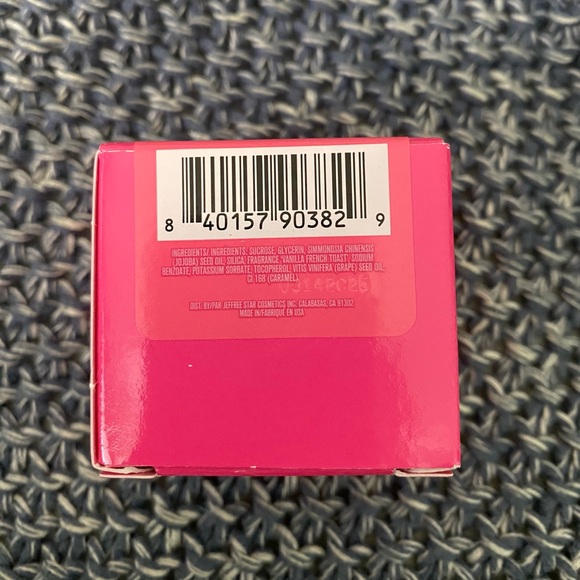 8 40157 90382 9
INGREDIENTS/ INGREDIENTS: SUCROSE, GLYCERIN, SIMMONDSIA CHINENSIS
(JOJOBA) SEED OIL; SILICA; FRAGRANCE 'VANILLA FRENCH TOAST'; SODIUM
BENZOATE; POTASSIUM SORBATE; TOCOPHEROL; VITIS VINIFERA (GRAPE) SEED OIL;
CI 168 (CARAMEL)
DIST. BY/PAR JEFFREE STAR COSMETICS INC. CALABASAS, CA 91302
MADE IN/FABRIQUÉ EN USA